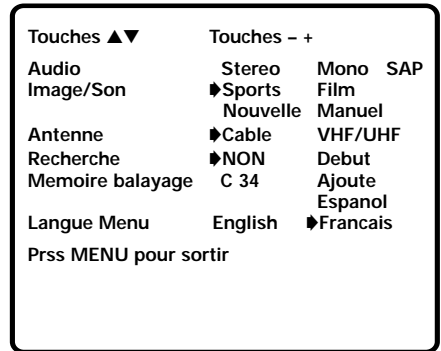 Touches ▲▼ Touches – +
Audio Stereo Mono SAP
Image/Son Sports Film
Nouvelle Manuel
Antenne Cable VHF/UHF
Recherche NON Debut
Memoire balayage C 34 Ajoute
Espanol
Langue Menu English Francais
Prss MENU pour sortir